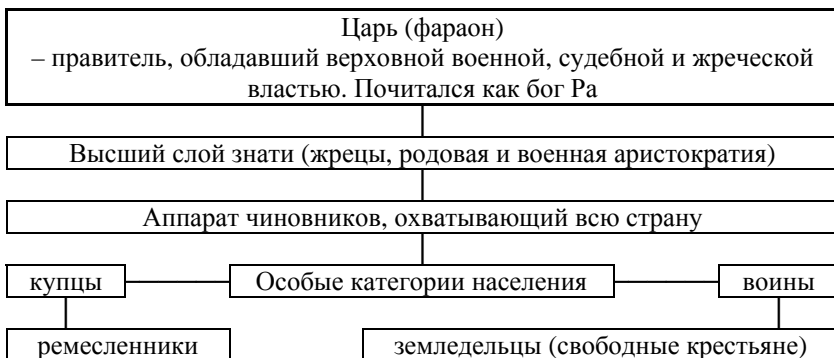 Царь (фараон)
– правитель, обладавший верховной военной, судебной и жреческой
властью. Почитался как бог Ра
Высший слой знати (жрецы, родовая и военная аристократия)
Аппарат чиновников, охватывающий всю страну
купцы
Особые категории населения
воины
ремесленники
земледельцы (свободные крестьяне)